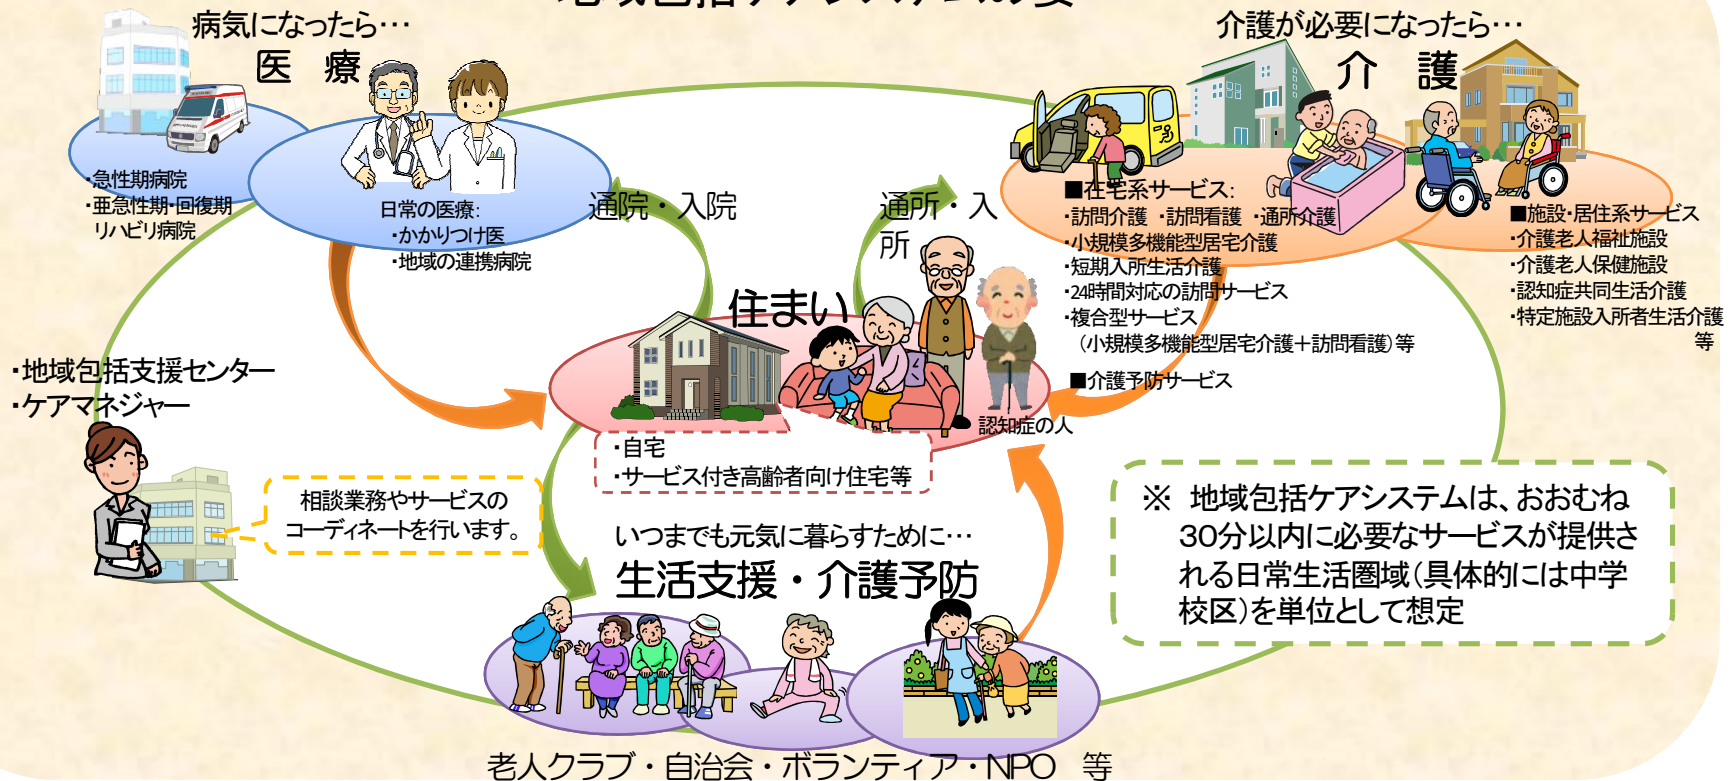 地域包括ケアシステムの姿
病気になったら…
医 療
・急性期病院
・亜急性期・回復期
リハビリ病院
日常の医療:
・かかりつけ医
・地域の連携病院
通院・入院
通所・入
所
介護が必要になったら…
介 護
■在宅系サービス:
・訪問介護 ・訪問看護 ・通所介護
・小規模多機能型居宅介護
・短期入所生活介護
・24時間対応の訪問サービス
・複合型サービス
(小規模多機能型居宅介護+訪問看護)等
■介護予防サービス
■施設・居住系サービス
・介護老人福祉施設
・介護老人保健施設
・認知症共同生活介護
・特定施設入所者生活介護
等
住まい
認知症の人
・自宅
・サービス付き高齢者向け住宅等
・地域包括支援センター
・ケアマネジャー
相談業務やサービスの
コーディネートを行います。
いつまでも元気に暮らすために…
生活支援・介護予防
老人クラブ・自治会・ボランティア・NPO 等
※ 地域包括ケアシステムは、おおむね
30分以内に必要なサービスが提供さ
れる日常生活圏域(具体的には中学
校区)を単位として想定